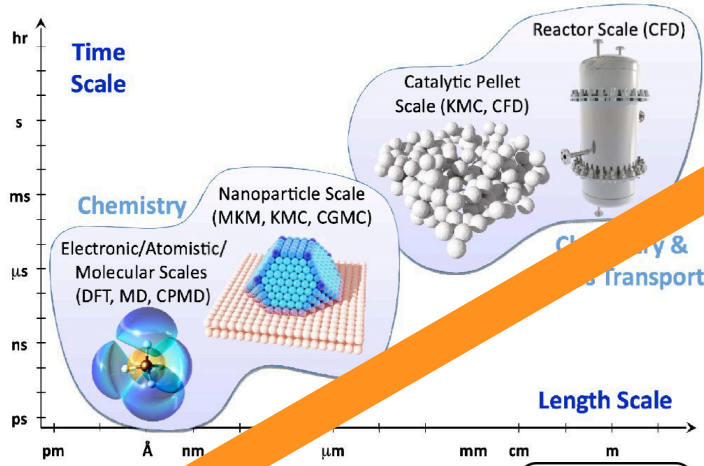 hr
Time
Scale
s
ms
μs
ns
ps
Reactor Scale (CFD)
Catalytic Pellet
Scale (KMC, CFD)
Chemistry
Nanoparticle Scale
(MKM, KMC, CGMC)
Electronic/Atomistic/
Molecular Scales
(DFT, MD, CPMD)
&
Transport
Length Scale
pm
Å
nm
μm
mm
cm
m